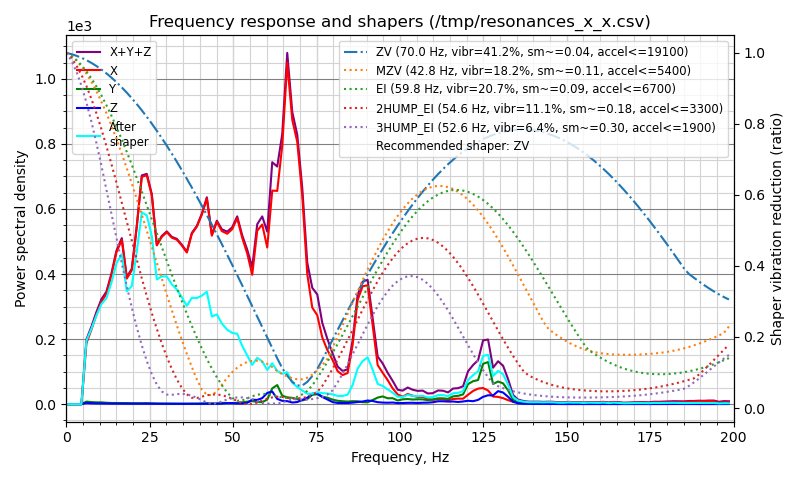 Frequency response and shapers (/tmp/resonances_x_x.csv)
1e3
X+Y+Z
X
Y
Z
After
shaper
ZV (70.0 Hz, vibr=41.2%, sm~=0.04, accel<=19100)
MZV (42.8 Hz, vibr=18.2%, sm~=0.11, accel<=5400)
EI (59.8 Hz, vibr=20.7%, sm~=0.09, accel<=6700)
2HUMP_EI (54.6 Hz, vibr=11.1%, sm~=0.18, accel<=3300)
3HUMP_EI (52.6 Hz, vibr=6.4%, sm~=0.30, accel<=1900)
Recommended shaper: ZV
Power spectral density
1.0
0.8
0.6
0.4
0.2
0.0
Shaper vibration reduction (ratio)
1.0
0.8
0.6
0.4
0.2
0.0
0 25 50 75 100 125 150 175 200
Frequency, Hz